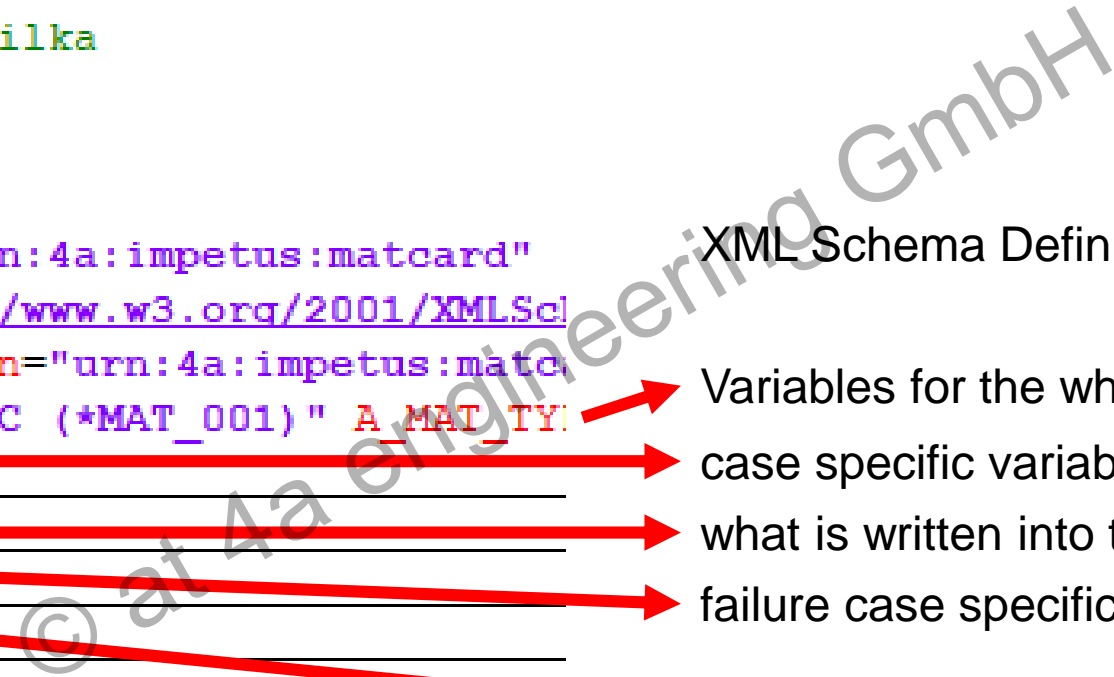 ilka
n:4a:impetus:matcard"
/www.w3.org/2001/XMLSc
n="urn:4a:impetus:matc
C (*MAT_001)" A_MAT_TY
XML Schema Defin
Variables for the wh
case specific variab
what is written into t
failure case specific
© at 4a engineering GmbH